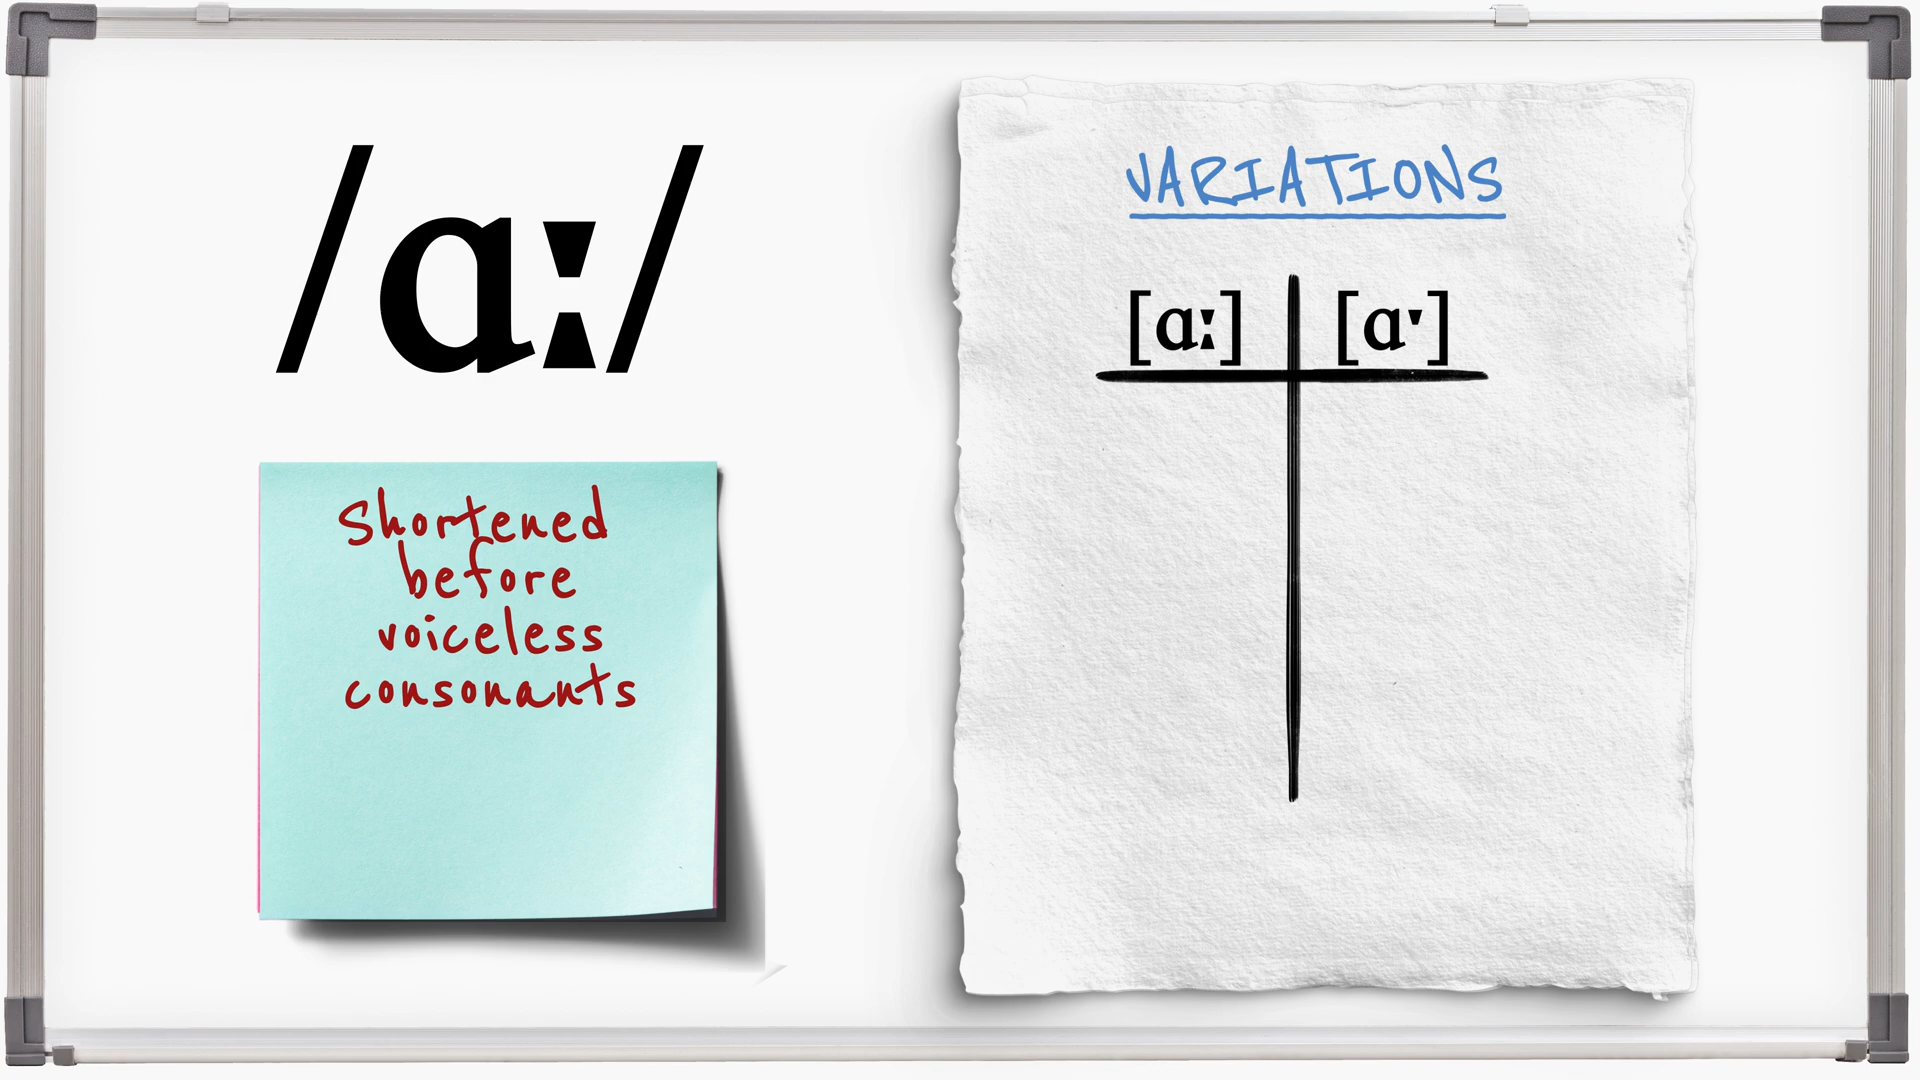 /ɑː/
Shortened
before
voiceless
consonants
VARIATIONS
[ɑː] [ɑˑ]